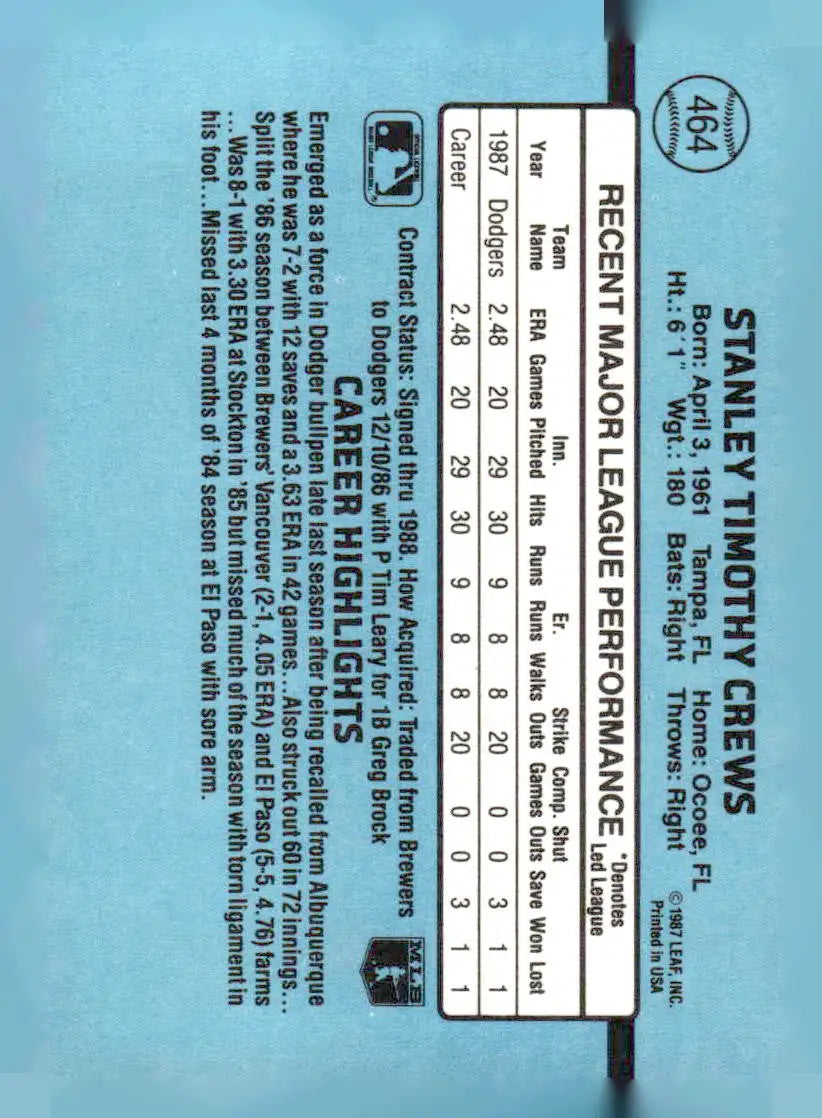 464
STANLEY TIMOTHY CREWS
Born: April 3, 1961 Tampa, FL Home: Ocoee, FL
Ht.: 6'1" Wgt.: 180 Bats: Right Throws: Right
© 1987 LEAF, INC.
Printed in USA
RECENT MAJOR LEAGUE PERFORMANCE *Denotes Led League
Team Inn. Er. Strike Comp. Shut
Year Name ERA Games Pitched Hits Runs Runs Walks Outs Games Outs Save Won Lost
1987 Dodgers 2.48 20 29 30 9 8 8 20 0 0 3 1 1
Career 2.48 20 29 30 9 8 8 20 0 0 3 1 1
Contract Status: Signed thru 1988. How Acquired: Traded from Brewers
to Dodgers 12/10/86 with P Tim Leary for 1B Greg Brock
MLB
CAREER HIGHLIGHTS
Emerged as a force in Dodger bullpen late last season after being recalled from Albuquerque
where he was 7-2 with 12 saves and a 3.63 ERA in 42 games...Also struck out 60 in 72 innings...
Split the '86 season between Brewers' Vancouver (2-1, 4.05 ERA) and El Paso (5-5, 4.76) farms
...Was 8-1 with 3.30 ERA at Stockton in '85 but missed much of the season with torn ligament in
his foot...Missed last 4 months of '84 season at El Paso with sore arm.